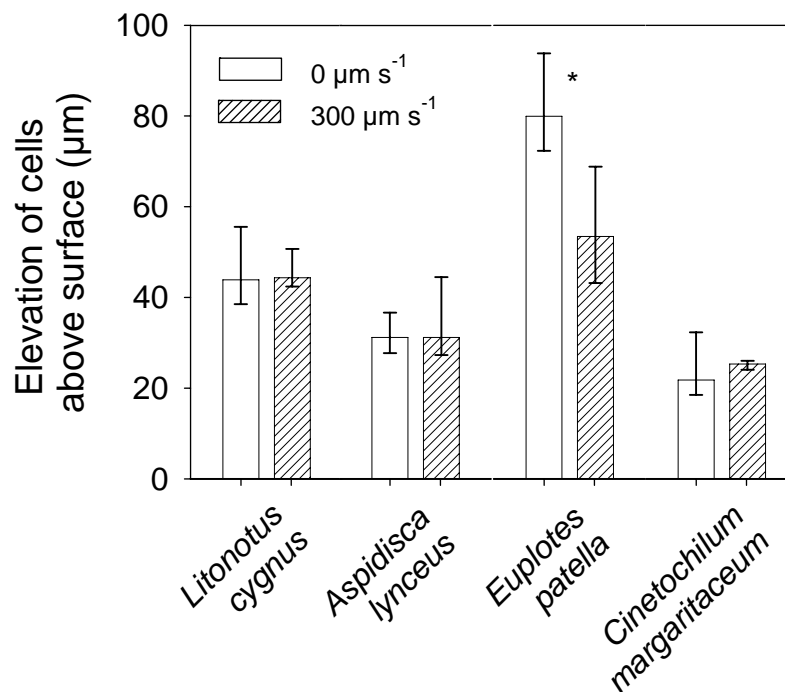 Elevation of cells
above surface (µm)
100
80
60
40
20
0
0 µm s⁻¹
300 µm s⁻¹
*
Litonotus
cygnus
Aspidisca
lynceus
Euplotes
patella
Cinetochilum
margaritaceum